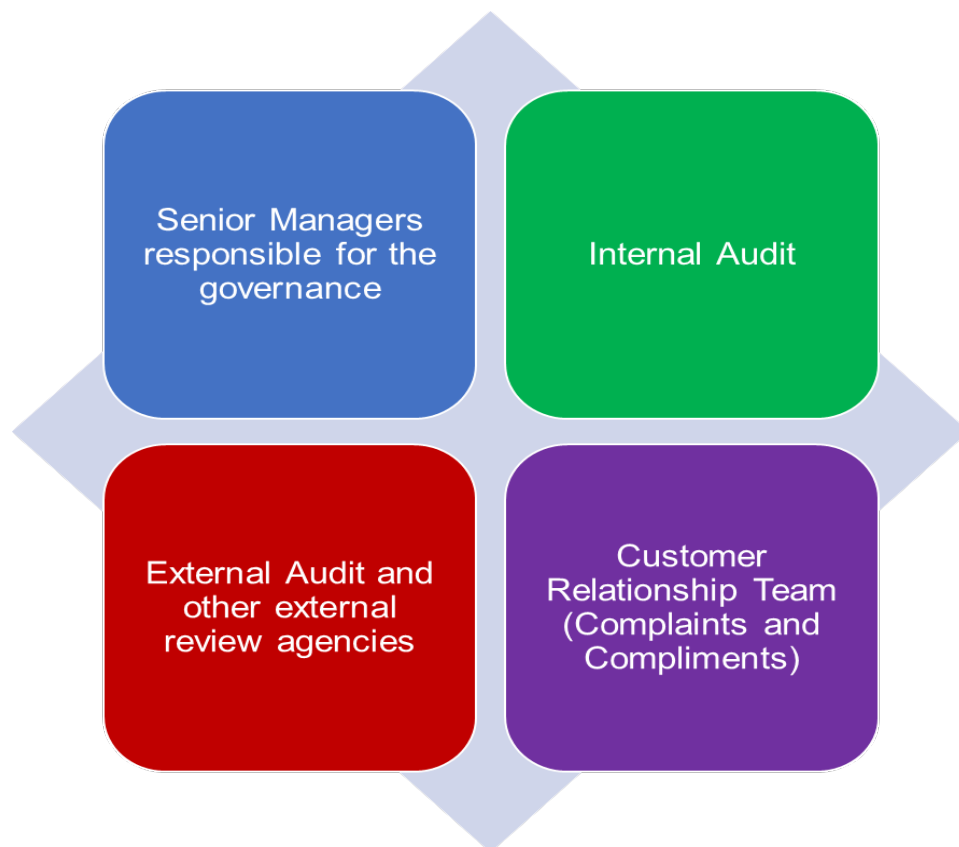 Senior Managers
responsible for the
governance
Internal Audit
External Audit and
other external
review agencies
Customer
Relationship Team
(Complaints and
Compliments)